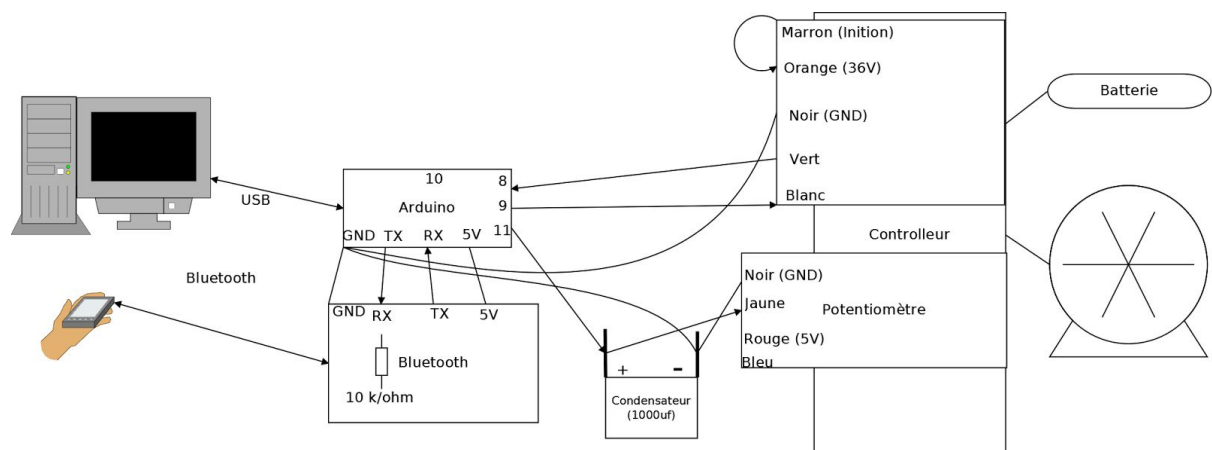 Marron (Inition)
Orange (36V)
Batterie
Noir (GND)
Vert
10
8
USB
Arduino
9
Blanc
11
GND TX RX 5V
Controlleur
Bluetooth
Noir (GND)
Jaune
Potentiomètre
GND RX TX 5V
Rouge (5V)
Bluetooth
Bleu
+ -
10 k/ohm
Condensateur
(1000uf)